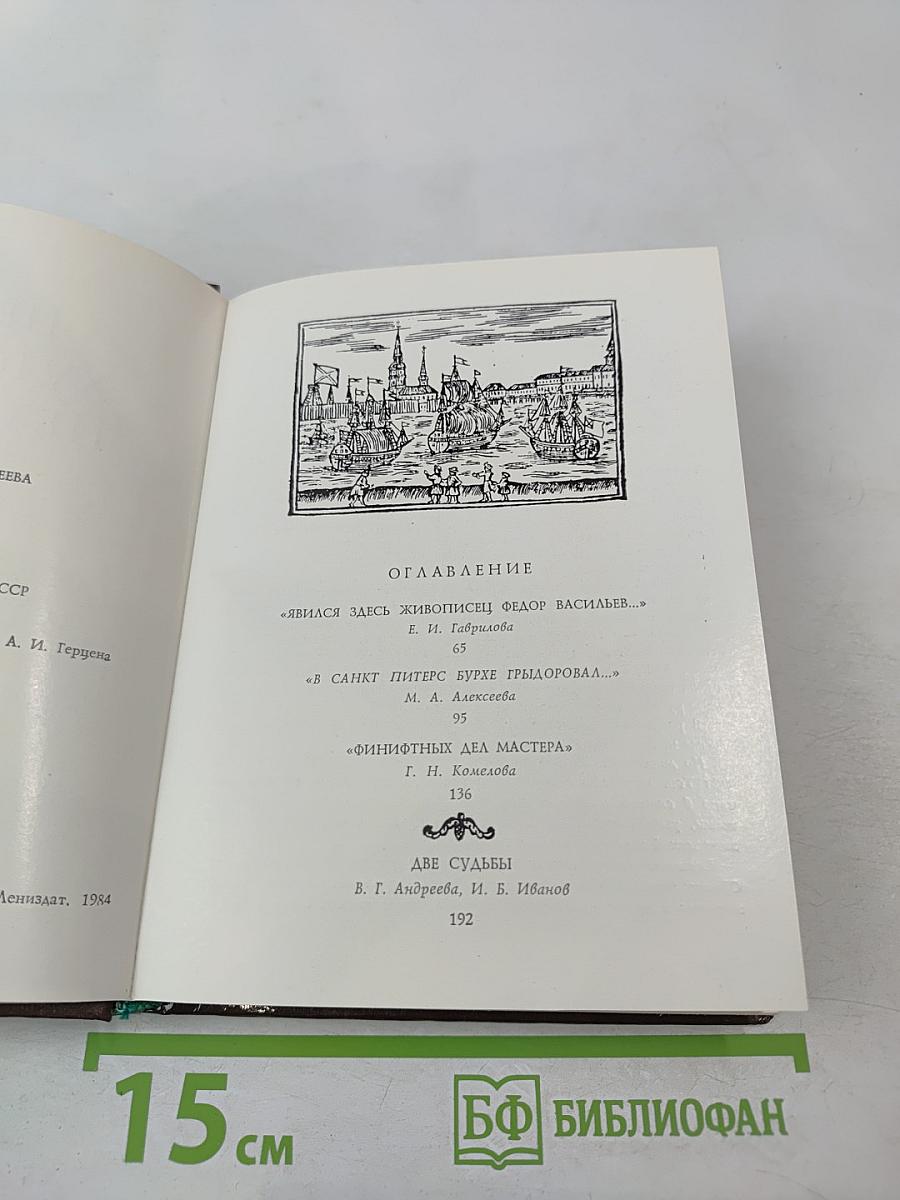 ЕЕВА
ССР
А. И. Герцена
Лениздат, 1984
ОГЛАВЛЕНИЕ
«ЯВИЛСЯ ЗДЕСЬ ЖИВОПИСЕЦ ФЕДОР ВАСИЛЬЕВ...»
Е. И. Гаврилова
65
«В САНКТ ПИТЕРС БУРХЕ ГРЫДОРОВАЛ...»
М. А. Алексеева
95
«ФИНИФТНЫХ ДЕЛ МАСТЕРА»
Г. Н. Комелова
136
ДВЕ СУДЬБЫ
В. Г. Андреева, И. Б. Иванов
192
15 СМ
БФ БИБЛИОФАН